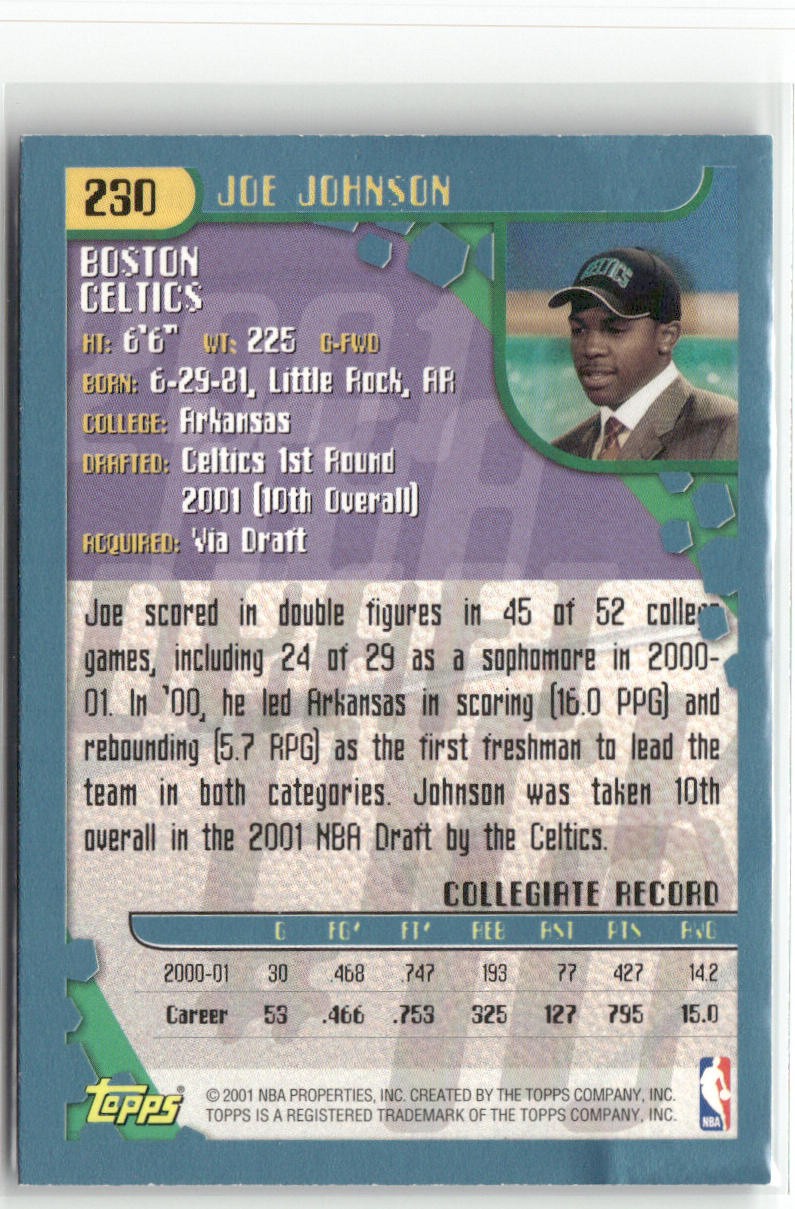 230 JOE JOHNSON
BOSTON
CELTICS
HT: 6'6" WT: 225 G-FWD
BORN: 6-29-81, Little Rock, AR
COLLEGE: Arkansas
DRAFTED: Celtics 1st Round
2001 (10th Overall)
ACQUIRED: Via Draft
CELTICS
Joe scored in double figures in 45 of 52 college
games, including 24 of 29 as a sophomore in 2000-
01. In '00, he led Arkansas in scoring (16.0 PPG) and
rebounding (5.7 RPG) as the first freshman to lead the
team in both categories. Johnson was taken 10th
overall in the 2001 NBA Draft by the Celtics.
COLLEGIATE RECORD
G FG% FT% REB AST PTS AVG
2000-01 30 .468 .747 193 77 427 14.2
Career 53 .466 .753 325 127 795 15.0
Topps®
© 2001 NBA PROPERTIES, INC. CREATED BY THE TOPPS COMPANY, INC.
TOPPS IS A REGISTERED TRADEMARK OF THE TOPPS COMPANY, INC.
NBA